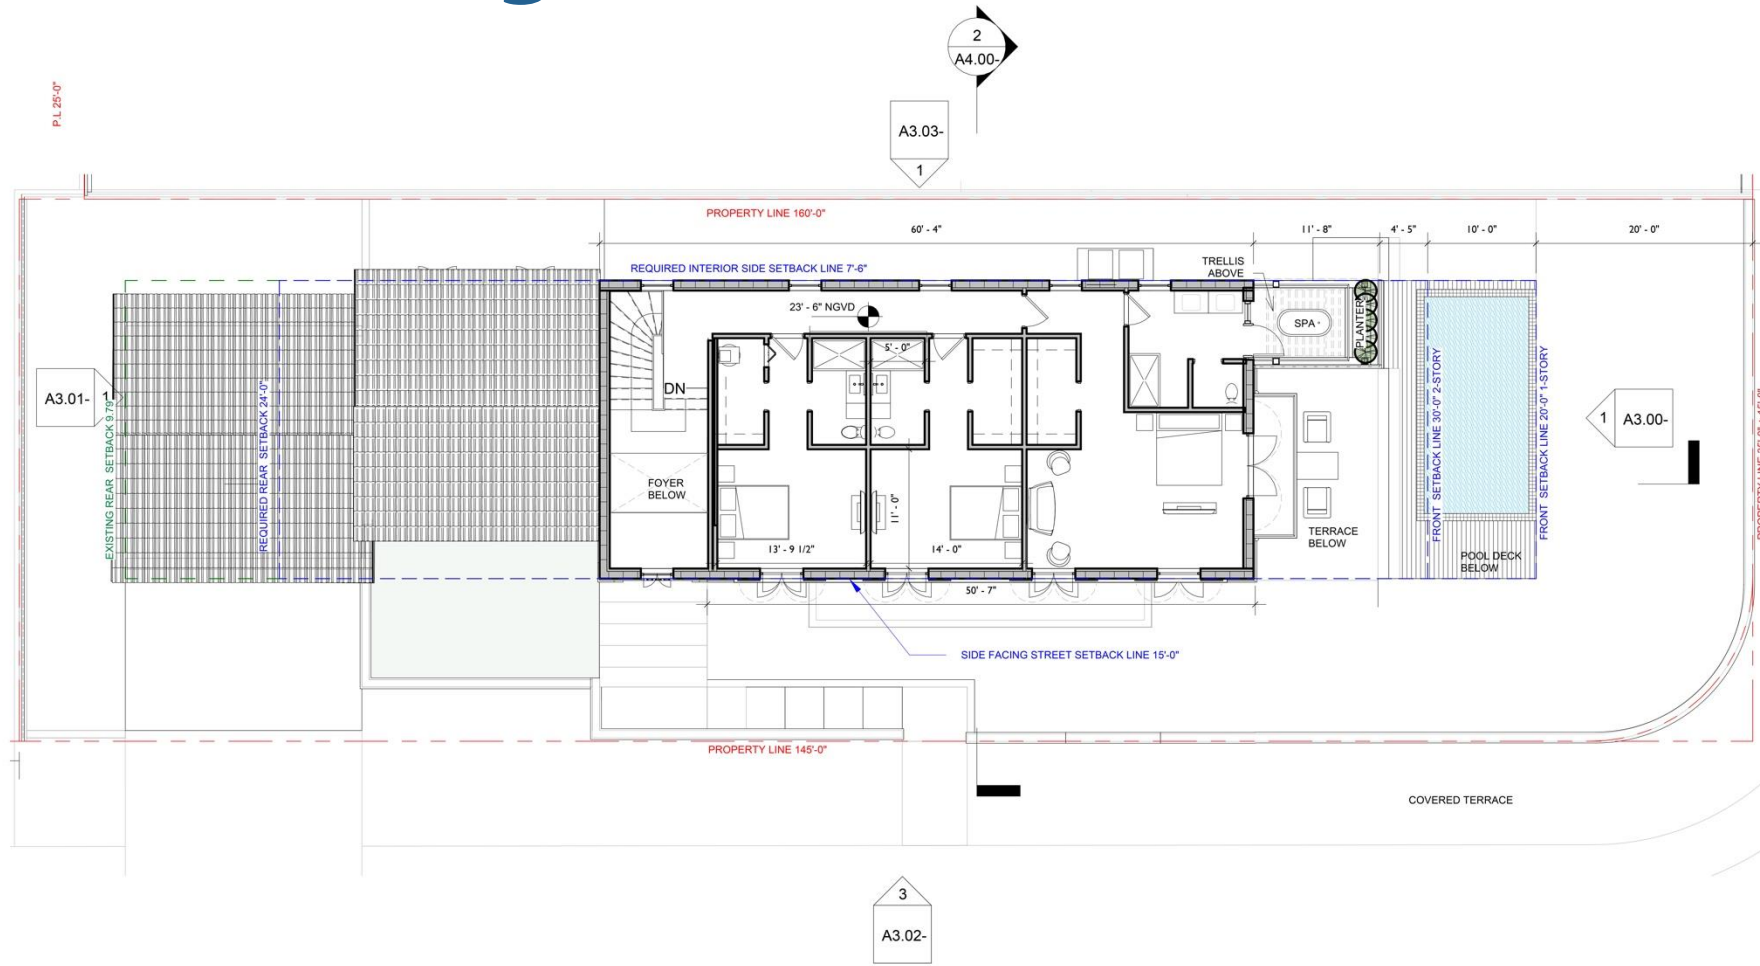 2
A4.00-
P.L 25'-0"
A3.03-
1
PROPERTY LINE 160'-0"
60' - 4"
11' - 8"
4' - 5"
10' - 0"
20' - 0"
REQUIRED INTERIOR SIDE SETBACK LINE 7'-6"
TRELLIS
ABOVE
23' - 6" NGVD
SPA
PLANTER
5' - 0"
DN
A3.01-
1
EXISTING REAR SETBACK 9.79'
REQUIRED REAR SETBACK 24'-0"
FRONT SETBACK LINE 30'-0" 2-STORY
FRONT SETBACK LINE 20'-0" 1-STORY
1
A3.00-
FOYER
BELOW
11' - 0"
13' - 9 1/2"
14' - 0"
TERRACE
BELOW
POOL DECK
BELOW
50' - 7"
SIDE FACING STREET SETBACK LINE 15'-0"
PROPERTY LINE 145'-0"
COVERED TERRACE
3
A3.02-